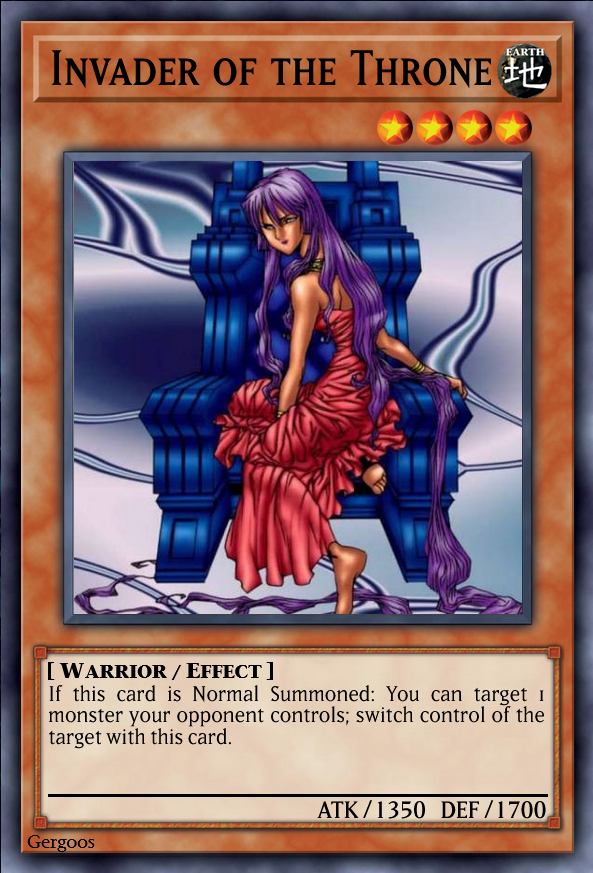 Invader of the Throne
EARTH
地
[ Warrior / Effect ]
If this card is Normal Summoned: You can target 1
monster your opponent controls; switch control of the
target with this card.
ATK/1350 DEF/1700
Gergoos